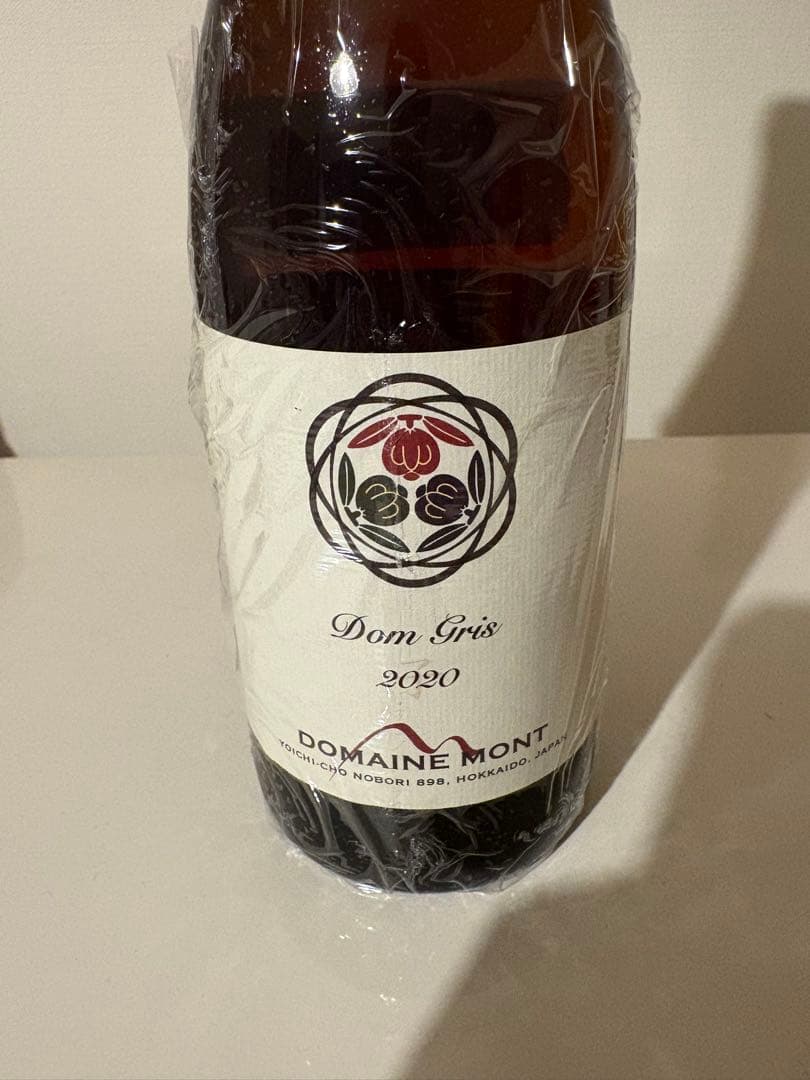 Dom Gris
2020
DOMAINE MONT
YOICHI-CHO NOBORI 898, HOKKAIDO, JAPAN